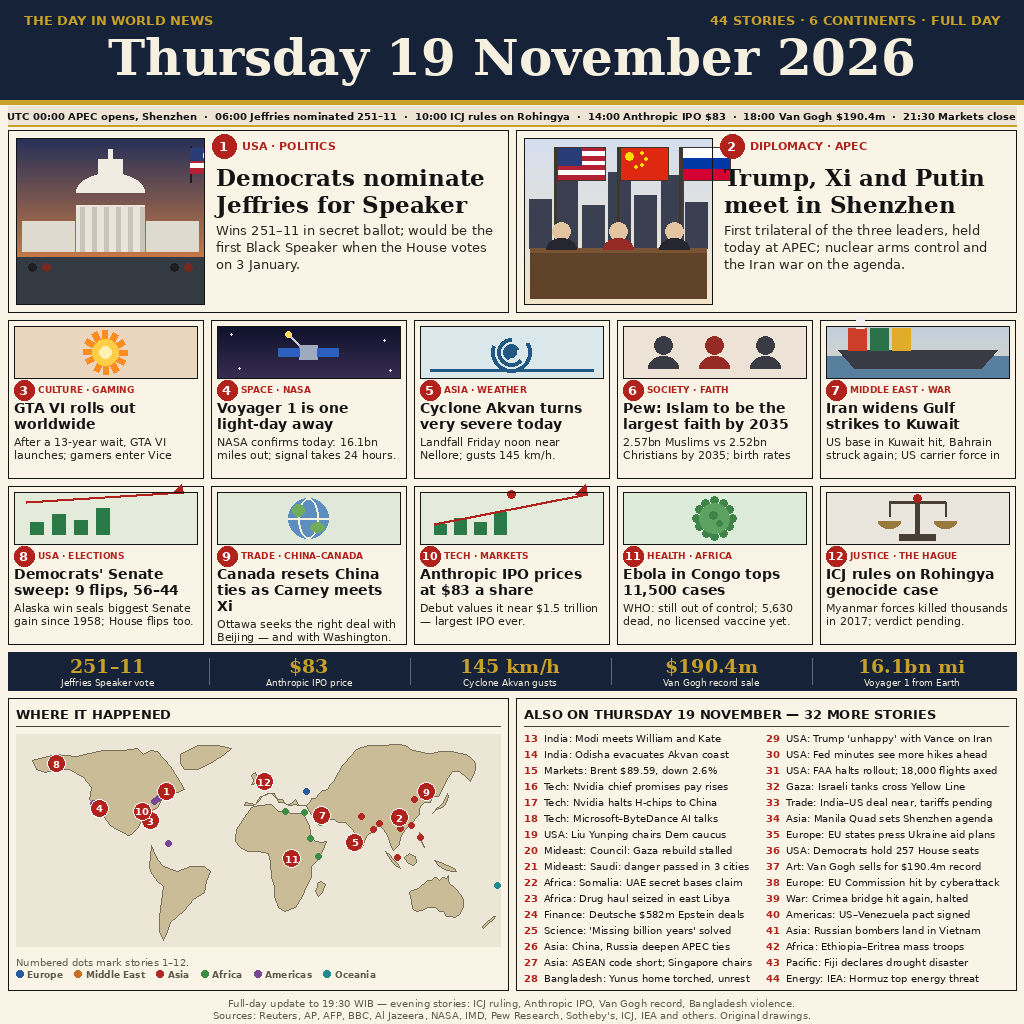 THE DAY IN WORLD NEWS
44 STORIES · 6 CONTINENTS · FULL DAY
Thursday 19 November 2026
UTC 00:00 APEC opens, Shenzhen · 06:00 Jeffries nominated 251–11 · 10:00 ICJ rules on Rohingya · 14:00 Anthropic IPO $83 · 18:00 Van Gogh $190.4m · 21:30 Markets close
1 USA · POLITICS
Democrats nominate
Jeffries for Speaker
Wins 251–11 in secret ballot; would be the
first Black Speaker when the House votes
on 3 January.
2 DIPLOMACY · APEC
Trump, Xi and Putin
meet in Shenzhen
First trilateral of the three leaders, held
today at APEC; nuclear arms control and
the Iran war on the agenda.
3 CULTURE · GAMING
GTA VI rolls out
worldwide
After a 13-year wait, GTA VI
launches; gamers enter Vice
4 SPACE · NASA
Voyager 1 is one
light-day away
NASA confirms today: 16.1bn
miles out; signal takes 24 hours.
5 ASIA · WEATHER
Cyclone Akvan turns
very severe today
Landfall Friday noon near
Nellore; gusts 145 km/h.
6 SOCIETY · FAITH
Pew: Islam to be the
largest faith by 2035
2.57bn Muslims vs 2.52bn
Christians by 2035; birth rates
7 MIDDLE EAST · WAR
Iran widens Gulf
strikes to Kuwait
US base in Kuwait hit, Bahrain
struck again; US carrier force in
8 USA · ELECTIONS
Democrats' Senate
sweep: 9 flips, 56–44
Alaska win seals biggest Senate
gain since 1958; House flips too.
9 TRADE · CHINA–CANADA
Canada resets China
ties as Carney meets
Xi
Ottawa seeks the right deal with
Beijing — and with Washington.
10 TECH · MARKETS
Anthropic IPO prices
at $83 a share
Debut values it near $1.5 trillion
— largest IPO ever.
11 HEALTH · AFRICA
Ebola in Congo tops
11,500 cases
WHO: still out of control; 5,630
dead, no licensed vaccine yet.
12 JUSTICE · THE HAGUE
ICJ rules on Rohingya
genocide case
Myanmar forces killed thousands
in 2017; verdict pending.
251–11
Jeffries Speaker vote
$83
Anthropic IPO price
145 km/h
Cyclone Akvan gusts
$190.4m
Van Gogh record sale
16.1bn mi
Voyager 1 from Earth
WHERE IT HAPPENED
8
1
4
10
3
12
7
9
2
5
11
Numbered dots mark stories 1–12.
Europe Middle East Asia Africa Americas Oceania
ALSO ON THURSDAY 19 NOVEMBER — 32 MORE STORIES
13 India: Modi meets William and Kate
14 India: Odisha evacuates Akvan coast
15 Markets: Brent $89.59, down 2.6%
16 Tech: Nvidia chief promises pay rises
17 Tech: Nvidia halts H-chips to China
18 Tech: Microsoft–ByteDance AI talks
19 USA: Liu Yunping chairs Dem caucus
20 Mideast: Council: Gaza rebuild stalled
21 Mideast: Saudi: danger passed in 3 cities
22 Africa: Somalia: UAE secret bases claim
23 Africa: Drug haul seized in east Libya
24 Finance: Deutsche $582m Epstein deals
25 Science: 'Missing billion years' solved
26 Asia: China, Russia deepen APEC ties
27 Asia: ASEAN code short; Singapore chairs
28 Bangladesh: Yunus home torched, unrest
29 USA: Trump 'unhappy' with Vance on Iran
30 USA: Fed minutes see more hikes ahead
31 USA: FAA halts rollout; 18,000 flights axed
32 Gaza: Israeli tanks cross Yellow Line
33 Trade: India–US deal near, tariffs pending
34 Asia: Manila Quad sets Shenzhen agenda
35 Europe: EU states press Ukraine aid plans
36 USA: Democrats hold 257 House seats
37 Art: Van Gogh sells for $190.4m record
38 Europe: EU Commission hit by cyberattack
39 War: Crimea bridge hit again, halted
40 Americas: US–Venezuela pact signed
41 Asia: Russian bombers land in Vietnam
42 Africa: Ethiopia–Eritrea mass troops
43 Pacific: Fiji declares drought disaster
44 Energy: IEA: Hormuz top energy threat
Full-day update to 19:30 WIB — evening stories: ICJ ruling, Anthropic IPO, Van Gogh record, Bangladesh violence.
Sources: Reuters, AP, AFP, BBC, Al Jazeera, NASA, IMD, Pew Research, Sotheby's, ICJ, IEA and others. Original drawings.